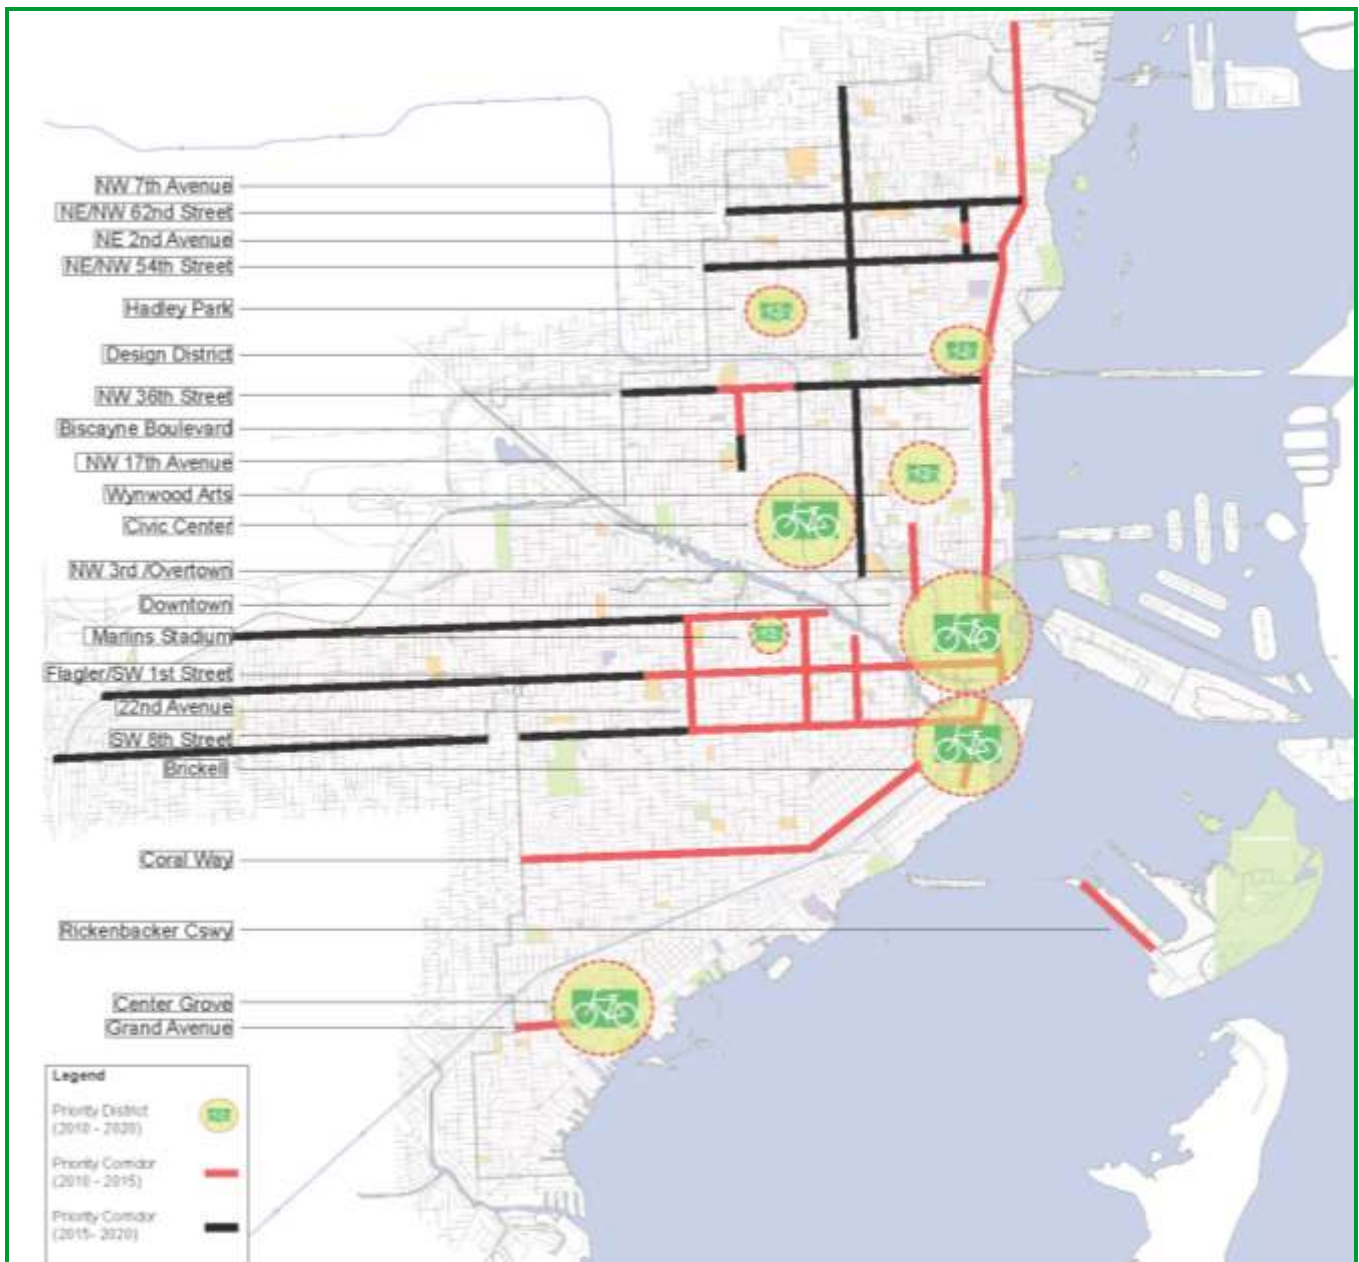 NW 7th Avenue
NE/NW 62nd Street
NE 2nd Avenue
NE/NW 54th Street
Hadley Park
Design District
NW 36th Street
Biscayne Boulevard
NW 17th Avenue
Wynwood Arts
Civic Center
NW 3rd /Overtown
Downtown
Marlins Stadium
Flagler/SW 1st Street
22nd Avenue
SW 8th Street
Brickell
Coral Way
Rickenbacker Cswy
Center Grove
Grand Avenue
Legend
Priority District
(2010 - 2020)
Priority Corridor
(2010 - 2015)
Priority Corridor
(2015- 2020)